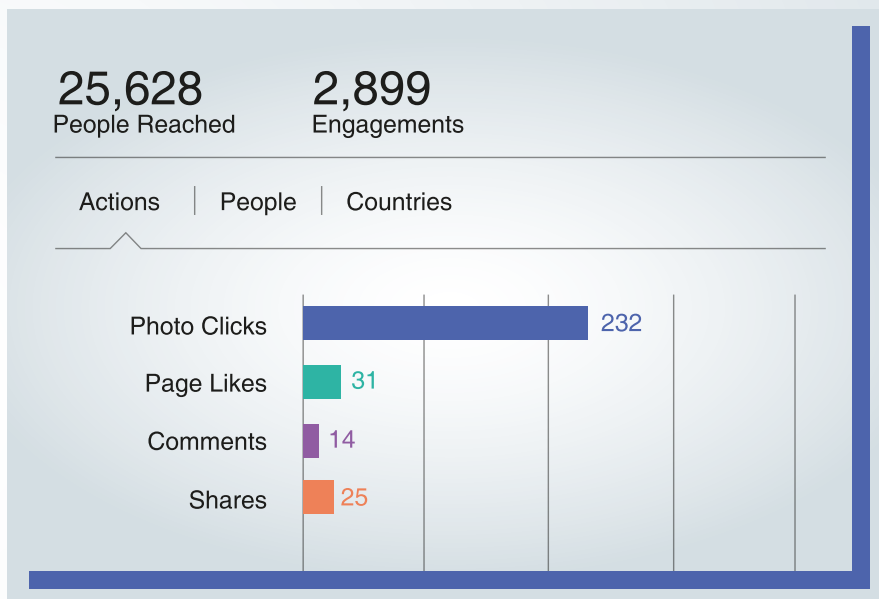 25,628 2,899
People Reached Engagements
Actions People Countries
Photo Clicks 232
Page Likes 31
Comments 14
Shares 25